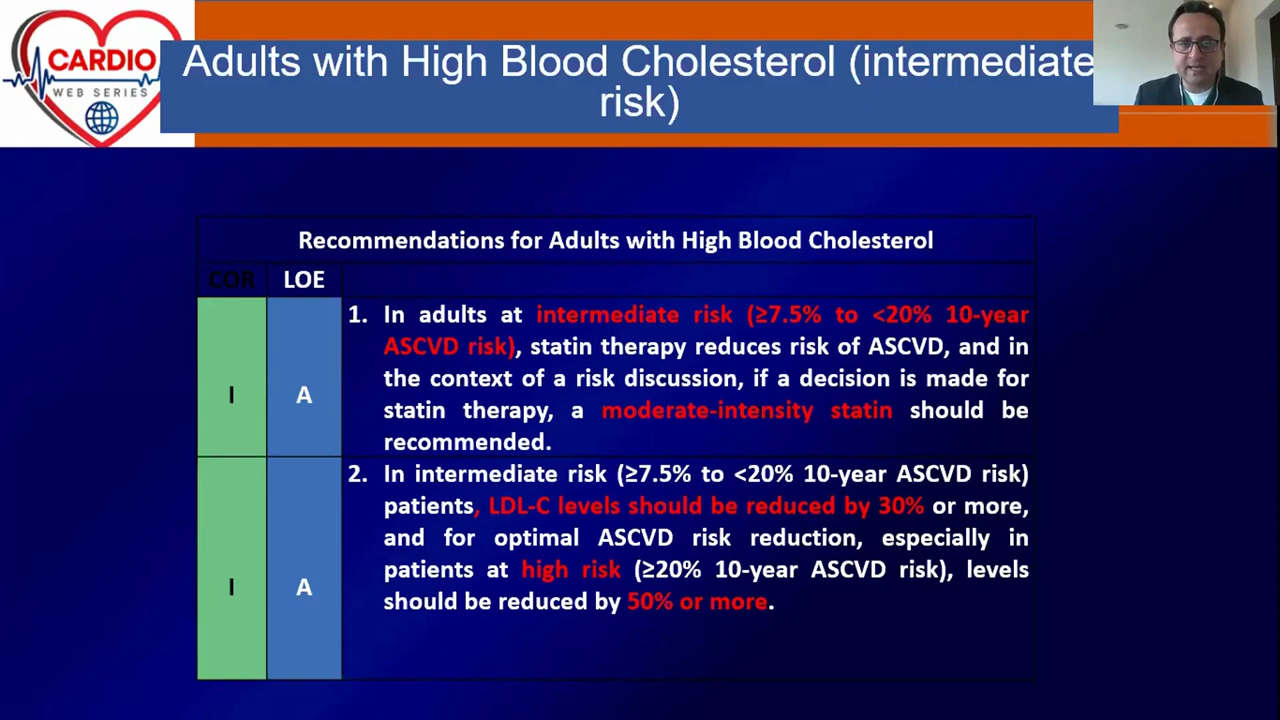 CARDIO
WEB SERIES
Adults with High Blood Cholesterol (intermediate
risk)
Recommendations for Adults with High Blood Cholesterol
COR LOE
I A
1. In adults at intermediate risk (≥7.5% to <20% 10-year
ASCVD risk), statin therapy reduces risk of ASCVD, and in
the context of a risk discussion, if a decision is made for
statin therapy, a moderate-intensity statin should be
recommended.
I A
2. In intermediate risk (≥7.5% to <20% 10-year ASCVD risk)
patients, LDL-C levels should be reduced by 30% or more,
and for optimal ASCVD risk reduction, especially in
patients at high risk (≥20% 10-year ASCVD risk), levels
should be reduced by 50% or more.